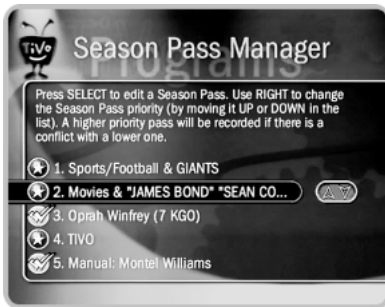 TiVo
Season Pass Manager
Programs
Press SELECT to edit a Season Pass. Use RIGHT to change
the Season Pass priority (by moving it UP or DOWN in the
list). A higher priority pass will be recorded if there is a
conflict with a lower one.
1. Sports/Football & GIANTS
2. Movies & "JAMES BOND" "SEAN CO...
3. Oprah Winfrey (7 KGO)
4. TIVO
5. Manual: Montel Williams